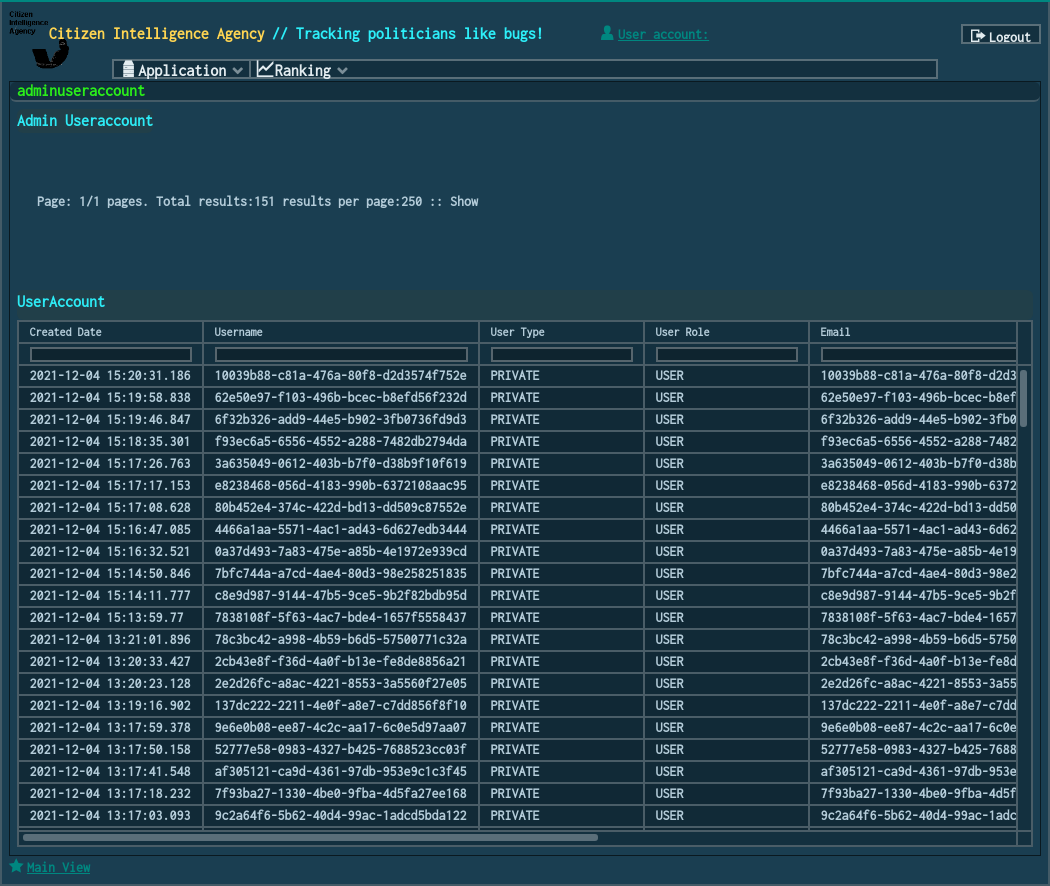 Citizen
Intelligence
Agency
Citizen Intelligence Agency // Tracking politicians like bugs!
User account:
Logout
Application Ranking
adminuseraccount
Admin Useraccount
Page: 1/1 pages. Total results:151 results per page:250 :: Show
UserAccount
Created Date Username User Type User Role Email
2021-12-04 15:20:31.186 10039b88-c81a-476a-80f8-d2d3574f752e PRIVATE USER 10039b88-c81a-476a-80f8-d2d3
2021-12-04 15:19:58.838 62e50e97-f103-496b-bcec-b8efd56f232d PRIVATE USER 62e50e97-f103-496b-bcec-b8ef
2021-12-04 15:19:46.847 6f32b326-add9-44e5-b902-3fb0736fd9d3 PRIVATE USER 6f32b326-add9-44e5-b902-3fb0
2021-12-04 15:18:35.301 f93ec6a5-6556-4552-a288-7482db2794da PRIVATE USER f93ec6a5-6556-4552-a288-7482
2021-12-04 15:17:26.763 3a635049-0612-403b-b7f0-d38b9f10f619 PRIVATE USER 3a635049-0612-403b-b7f0-d38b
2021-12-04 15:17:17.153 e8238468-056d-4183-990b-6372108aac95 PRIVATE USER e8238468-056d-4183-990b-6372
2021-12-04 15:17:08.628 80b452e4-374c-422d-bd13-dd509c87552e PRIVATE USER 80b452e4-374c-422d-bd13-dd50
2021-12-04 15:16:47.085 4466a1aa-5571-4ac1-ad43-6d627edb3444 PRIVATE USER 4466a1aa-5571-4ac1-ad43-6d62
2021-12-04 15:16:32.521 0a37d493-7a83-475e-a85b-4e1972e939cd PRIVATE USER 0a37d493-7a83-475e-a85b-4e19
2021-12-04 15:14:50.846 7bfc744a-a7cd-4ae4-80d3-98e258251835 PRIVATE USER 7bfc744a-a7cd-4ae4-80d3-98e2
2021-12-04 15:14:11.777 c8e9d987-9144-47b5-9ce5-9b2f82bdb95d PRIVATE USER c8e9d987-9144-47b5-9ce5-9b2f
2021-12-04 15:13:59.77 7838108f-5f63-4ac7-bde4-1657f5558437 PRIVATE USER 7838108f-5f63-4ac7-bde4-1657
2021-12-04 13:21:01.896 78c3bc42-a998-4b59-b6d5-57500771c32a PRIVATE USER 78c3bc42-a998-4b59-b6d5-5750
2021-12-04 13:20:33.427 2cb43e8f-f36d-4a0f-b13e-fe8de8856a21 PRIVATE USER 2cb43e8f-f36d-4a0f-b13e-fe8d
2021-12-04 13:20:23.128 2e2d26fc-a8ac-4221-8553-3a5560f27e05 PRIVATE USER 2e2d26fc-a8ac-4221-8553-3a55
2021-12-04 13:19:16.902 137dc222-2211-4e0f-a8e7-c7dd856f8f10 PRIVATE USER 137dc222-2211-4e0f-a8e7-c7dd
2021-12-04 13:17:59.378 9e6e0b08-ee87-4c2c-aa17-6c0e5d97aa07 PRIVATE USER 9e6e0b08-ee87-4c2c-aa17-6c0e
2021-12-04 13:17:50.158 52777e58-0983-4327-b425-7688523cc03f PRIVATE USER 52777e58-0983-4327-b425-7688
2021-12-04 13:17:41.548 af305121-ca9d-4361-97db-953e9c1c3f45 PRIVATE USER af305121-ca9d-4361-97db-953e
2021-12-04 13:17:18.232 7f93ba27-1330-4be0-9fba-4d5fa27ee168 PRIVATE USER 7f93ba27-1330-4be0-9fba-4d5f
2021-12-04 13:17:03.093 9c2a64f6-5b62-40d4-99ac-1adcd5bda122 PRIVATE USER 9c2a64f6-5b62-40d4-99ac-1adc
Main View